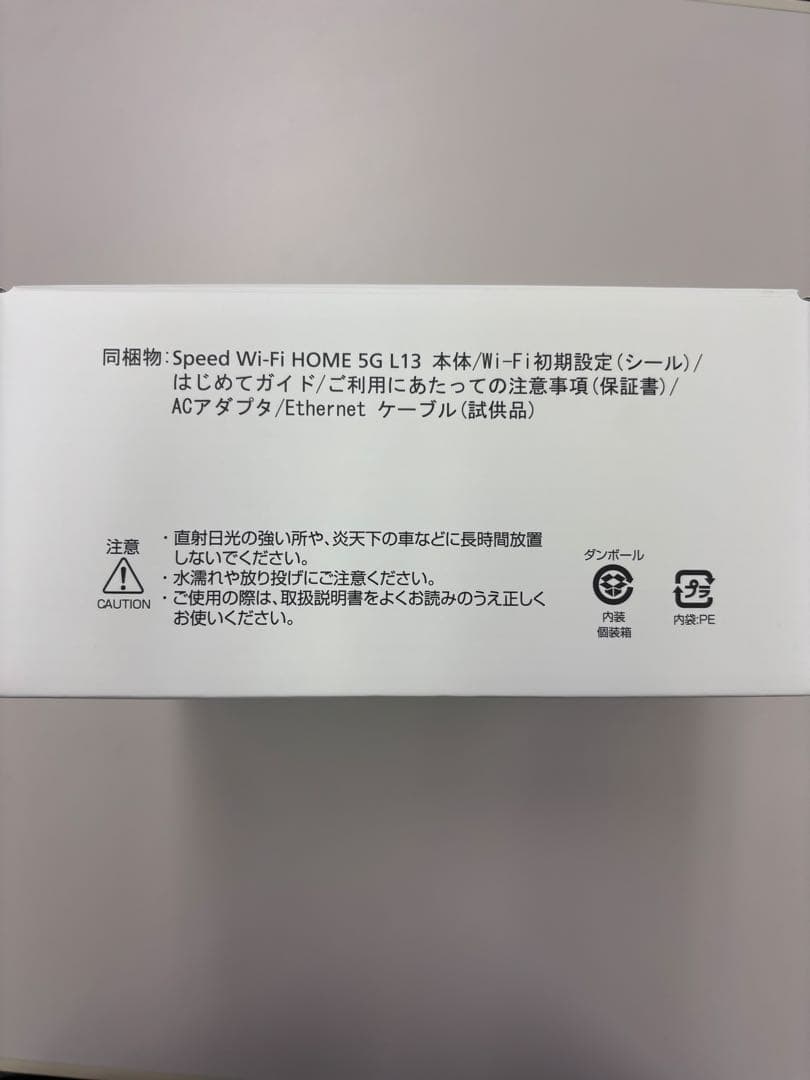 同梱物:Speed Wi-Fi HOME 5G L13 本体/Wi-Fi初期設定(シール)/
はじめてガイド/ご利用にあたっての注意事項(保証書)/
ACアダプタ/Ethernet ケーブル(試供品)
注意
CAUTION
・直射日光の強い所や、炎天下の車などに長時間放置
しないでください。
・水濡れや放り投げにご注意ください。
・ご使用の際は、取扱説明書をよくお読みのうえ正しく
お使いください。
ダンボール
内装
個装箱
プラ
内袋:PE